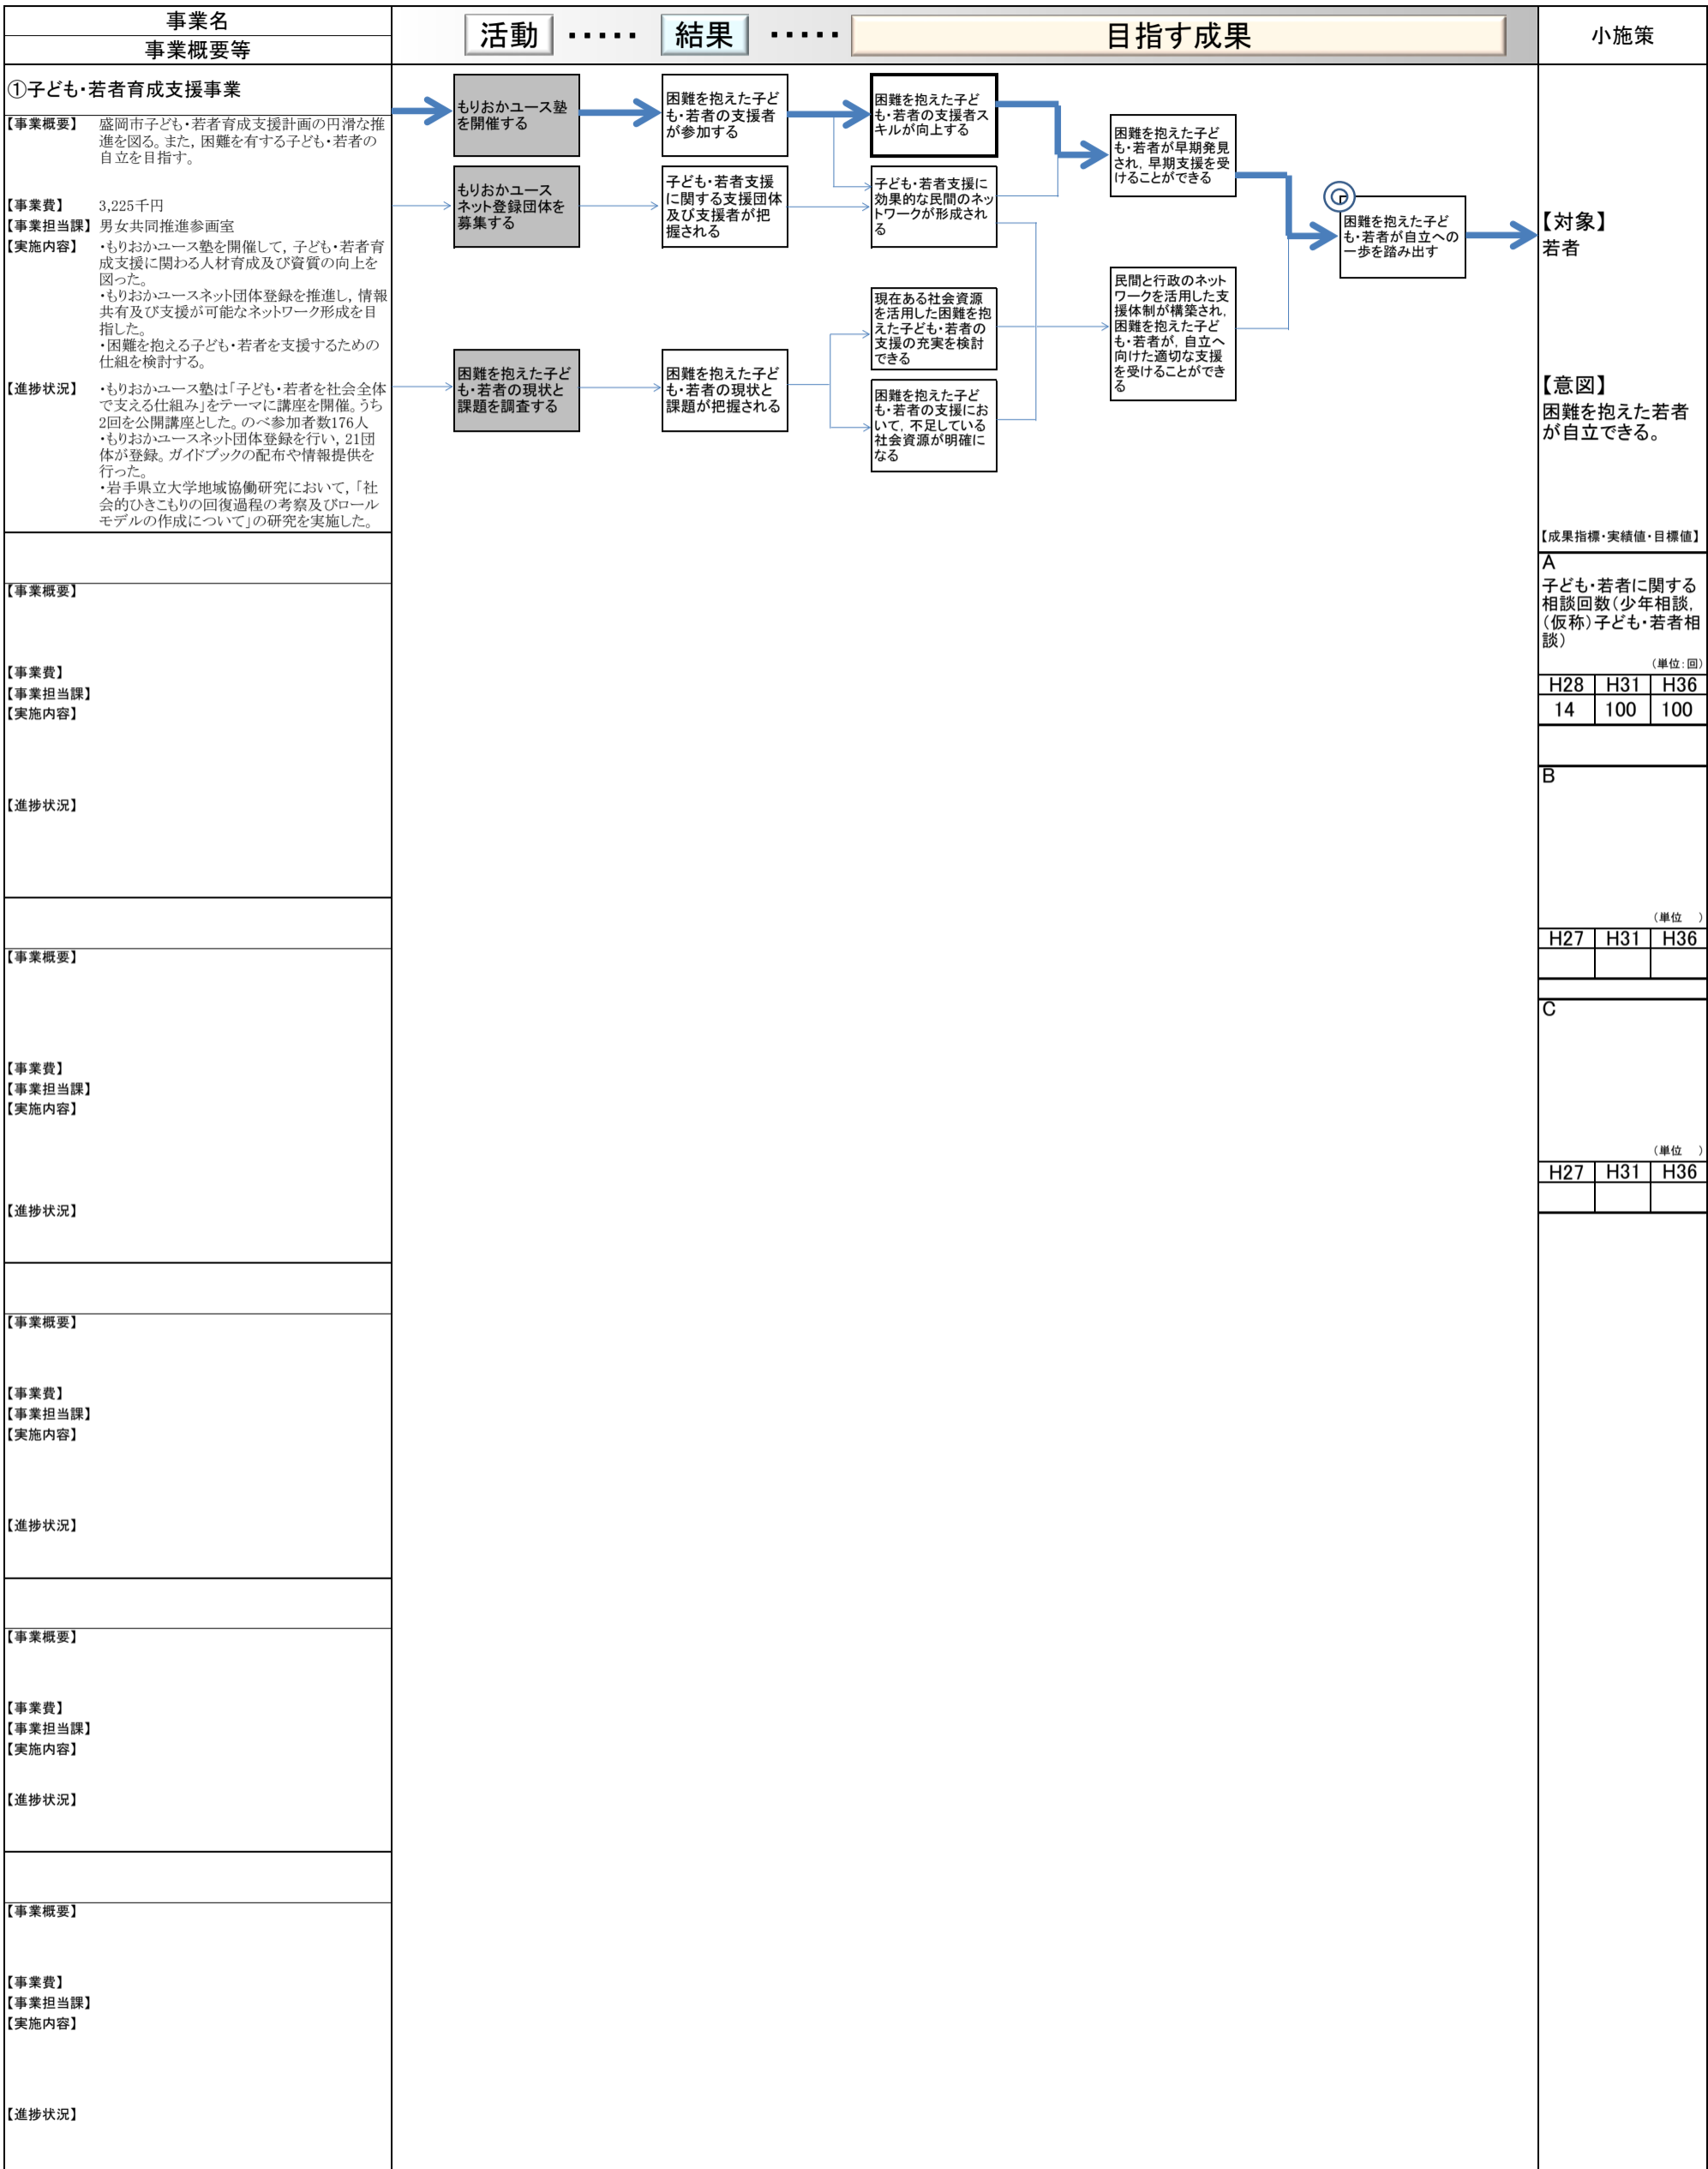 事業名
事業概要等
活動
・・・・・
結果
・・・・・
目指す成果
小施策
①子ども・若者育成支援事業
【事業概要】
盛岡市子ども・若者育成支援計画の円滑な推
進を図る。また，困難を有する子ども・若者の
自立を目指す。
【事業費】
3,225千円
【事業担当課】
男女共同推進参画室
【実施内容】
・もりおかユース塾を開催して，子ども・若者育
成支援に関わる人材育成及び資質の向上を
図った。
・もりおかユースネット団体登録を推進し，情報
共有及び支援が可能なネットワーク形成を目
指した。
・困難を抱える子ども・若者を支援するための
仕組を検討する。
【進捗状況】
・もりおかユース塾は「子ども・若者を社会全体
で支える仕組み」をテーマに講座を開催。うち
2回を公開講座とした。のべ参加者数176人
・もりおかユースネット団体登録を行い，21団
体が登録。ガイドブックの配布や情報提供を
行った。
・岩手県立大学地域協働研究において，「社
会的ひきこもりの回復過程の考察及びロール
モデルの作成について」の研究を実施した。
もりおかユース塾
を開催する
困難を抱えた子ど
も・若者の支援者
が参加する
困難を抱えた子ど
も・若者の支援者ス
キルが向上する
困難を抱えた子ど
も・若者が早期発見
され，早期支援を受
けることができる
もりおかユース
ネット登録団体を
募集する
子ども・若者支援
に関する支援団体
及び支援者が把
握される
子ども・若者支援に
効果的な民間のネッ
トワークが形成され
る
困難を抱えた子ど
も・若者が自立への
一歩を踏み出す
現在ある社会資源
を活用した困難を抱
えた子ども・若者の
支援の充実を検討
できる
民間と行政のネット
ワークを活用した支
援体制が構築され，
困難を抱えた子ど
も・若者が，自立へ
向けた適切な支援
を受けることができ
る
困難を抱えた子ど
も・若者の現状と
課題を調査する
困難を抱えた子ど
も・若者の現状と
課題が把握される
困難を抱えた子ど
も・若者の支援にお
いて，不足している
社会資源が明確に
なる
【対象】
若者
【意図】
困難を抱えた若者
が自立できる。
【成果指標・実績値・目標値】
A
子ども・若者に関する
相談回数（少年相談，
（仮称）子ども・若者相
談）
（単位：回）
H28 H31 H36
14 100 100
B
（単位　）
H27 H31 H36
C
（単位　）
H27 H31 H36
【事業概要】
【事業費】
【事業担当課】
【実施内容】
【進捗状況】
【事業概要】
【事業費】
【事業担当課】
【実施内容】
【進捗状況】
【事業概要】
【事業費】
【事業担当課】
【実施内容】
【進捗状況】
【事業概要】
【事業費】
【事業担当課】
【実施内容】
【進捗状況】
【事業概要】
【事業費】
【事業担当課】
【実施内容】
【進捗状況】